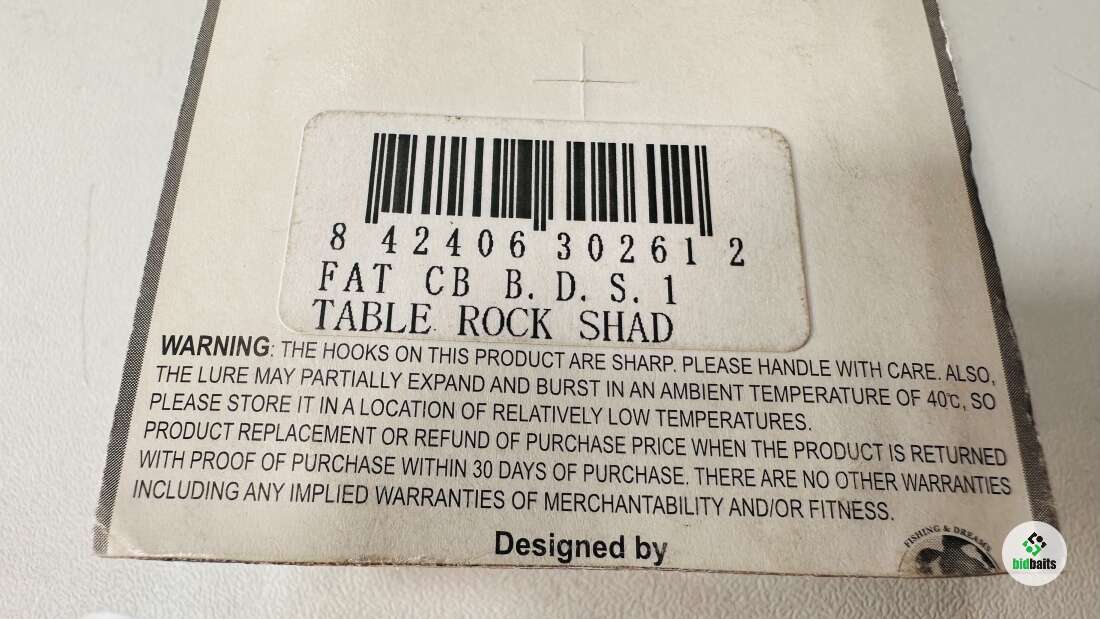 8 42406 30261 2
FAT CB B. D. S. 1
TABLE ROCK SHAD
WARNING: THE HOOKS ON THIS PRODUCT ARE SHARP. PLEASE HANDLE WITH CARE. ALSO,
THE LURE MAY PARTIALLY EXPAND AND BURST IN AN AMBIENT TEMPERATURE OF 40℃, SO
PLEASE STORE IT IN A LOCATION OF RELATIVELY LOW TEMPERATURES.
PRODUCT REPLACEMENT OR REFUND OF PURCHASE PRICE WHEN THE PRODUCT IS RETURNED
WITH PROOF OF PURCHASE WITHIN 30 DAYS OF PURCHASE. THERE ARE NO OTHER WARRANTIES
INCLUDING ANY IMPLIED WARRANTIES OF MERCHANTABILITY AND/OR FITNESS.
Designed by
FISHING & DREAMS
bidbaits